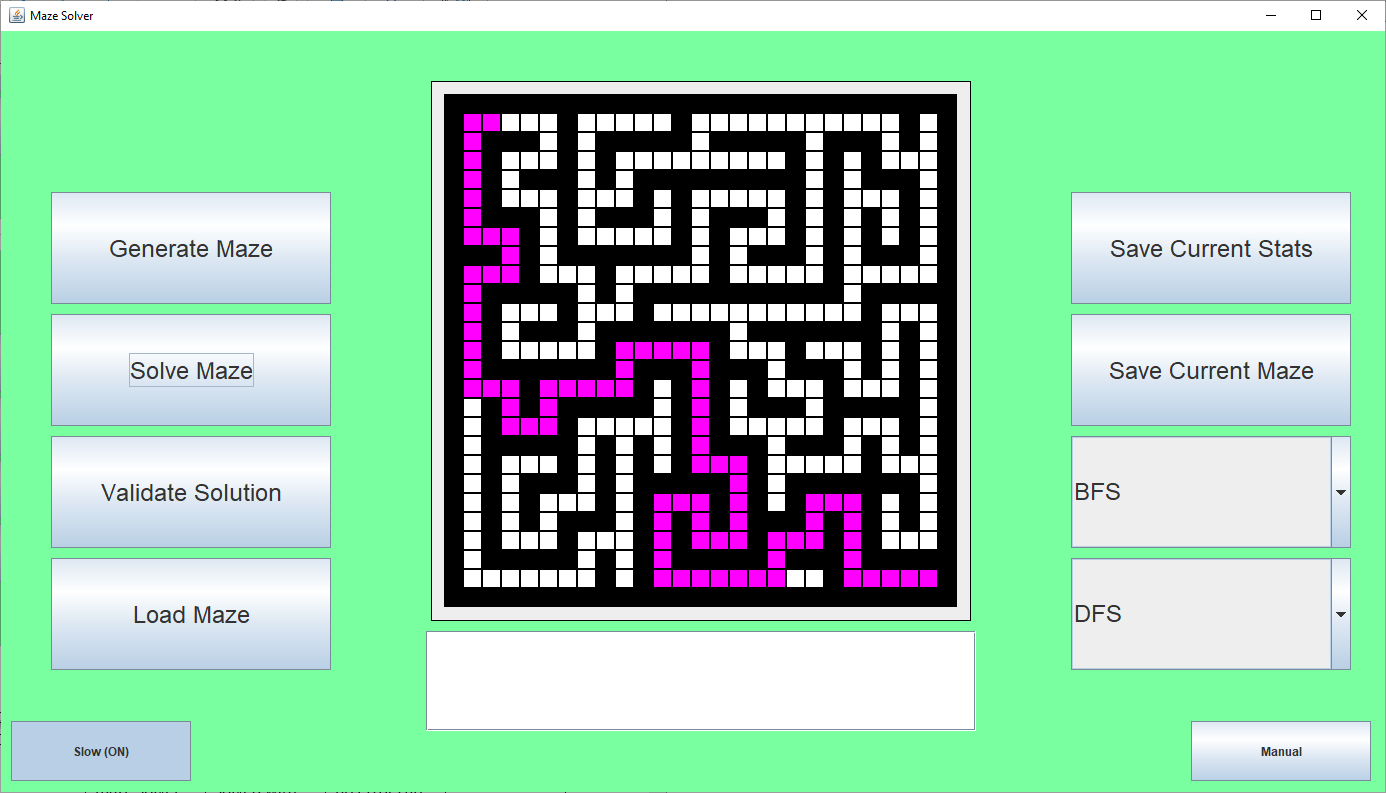 Maze Solver
Generate Maze
Solve Maze
Validate Solution
Load Maze
Slow (ON)
Save Current Stats
Save Current Maze
BFS
DFS
Manual